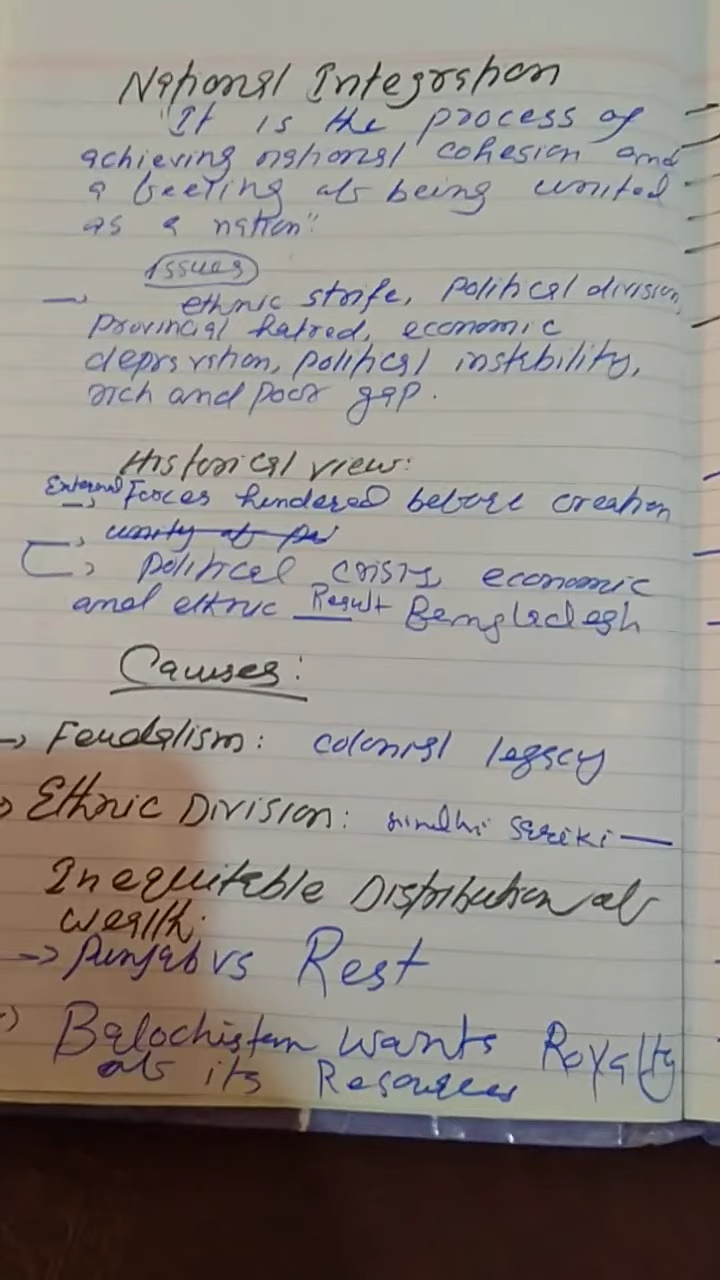 National Integration
"It is the process of
achieving national cohesion and
a feeling of being united
as a nation"
Issues
→ ethnic strife, political division,
Provincial hatred, economic
deprivation, political instability,
rich and poor gap.
Historical view:
→ External Forces hindered before creation
→ unity of
→ Political crisis, economic
and ethnic Result Bangladesh
Causes:
→ Feudalism: colonial legacy
→ Ethnic Division: sindhi Seriki —
Inequitable Distribution of
wealth.
→ Punjab vs Rest
→ Balochistan wants Royalty
of its Resources